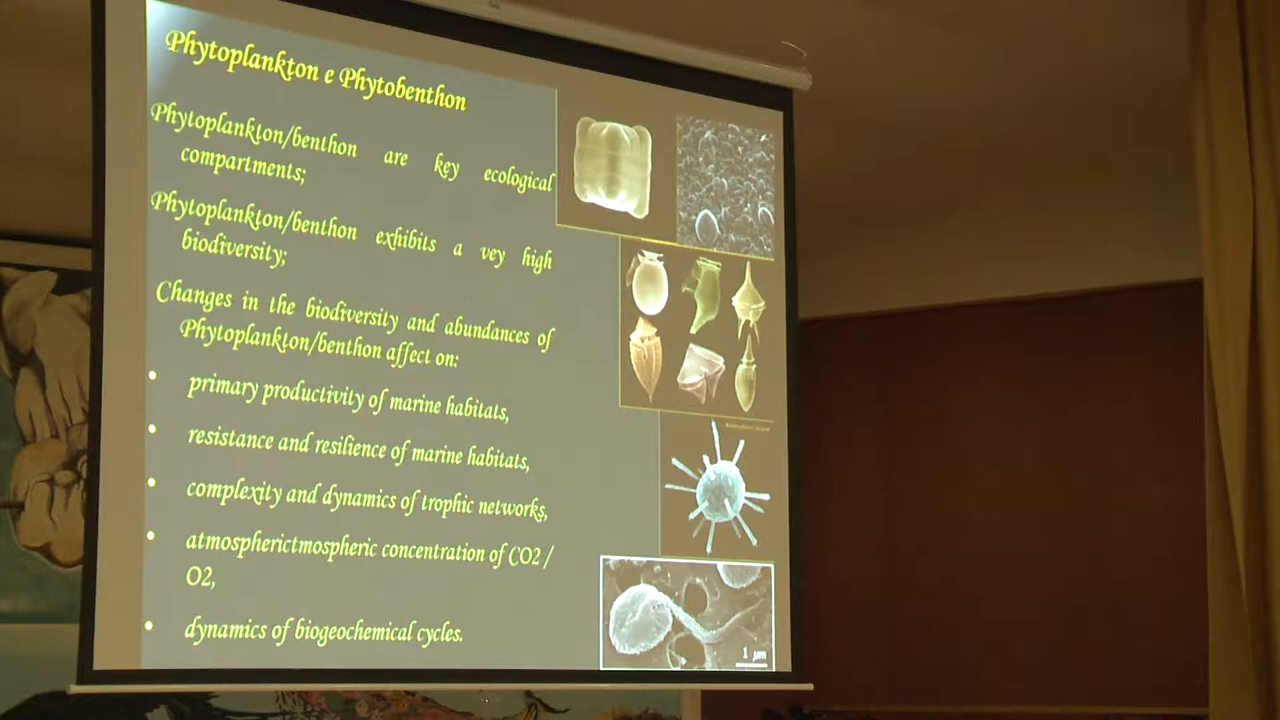 Phytoplankton e Phytobenthon
Phytoplankton/benthon are key ecological
compartments;
Phytoplankton/benthon exhibits a vey high
biodiversity;
Changes in the biodiversity and abundances of
Phytoplankton/benthon affect on:
• primary productivity of marine habitats,
• resistance and resilience of marine habitats,
• complexity and dynamics of trophic networks,
• atmospherictmospheric concentration of CO2 /
O2,
• dynamics of biogeochemical cycles.
1 µm